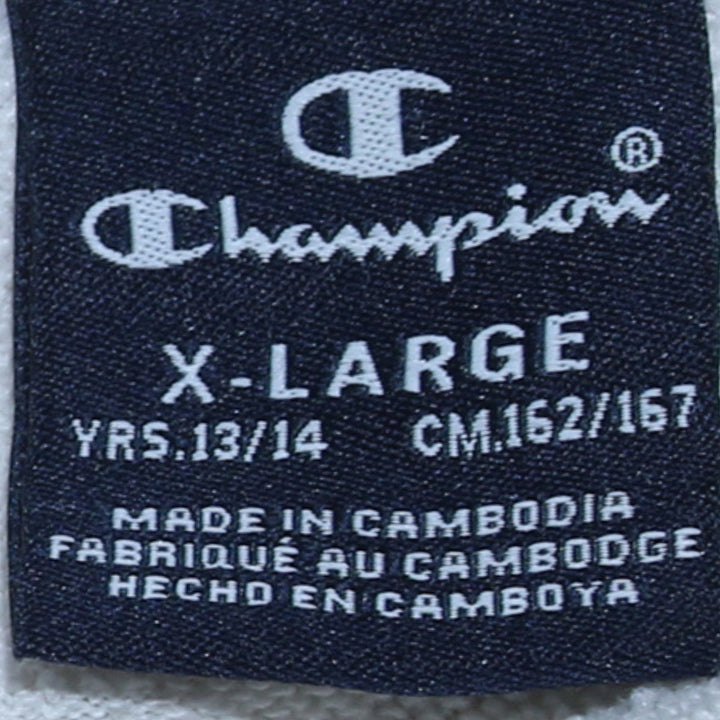 C
®
Champion
X-LARGE
YRS.13/14 CM.162/167
MADE IN CAMBODIA
FABRIQUÉ AU CAMBODGE
HECHO EN CAMBOYA